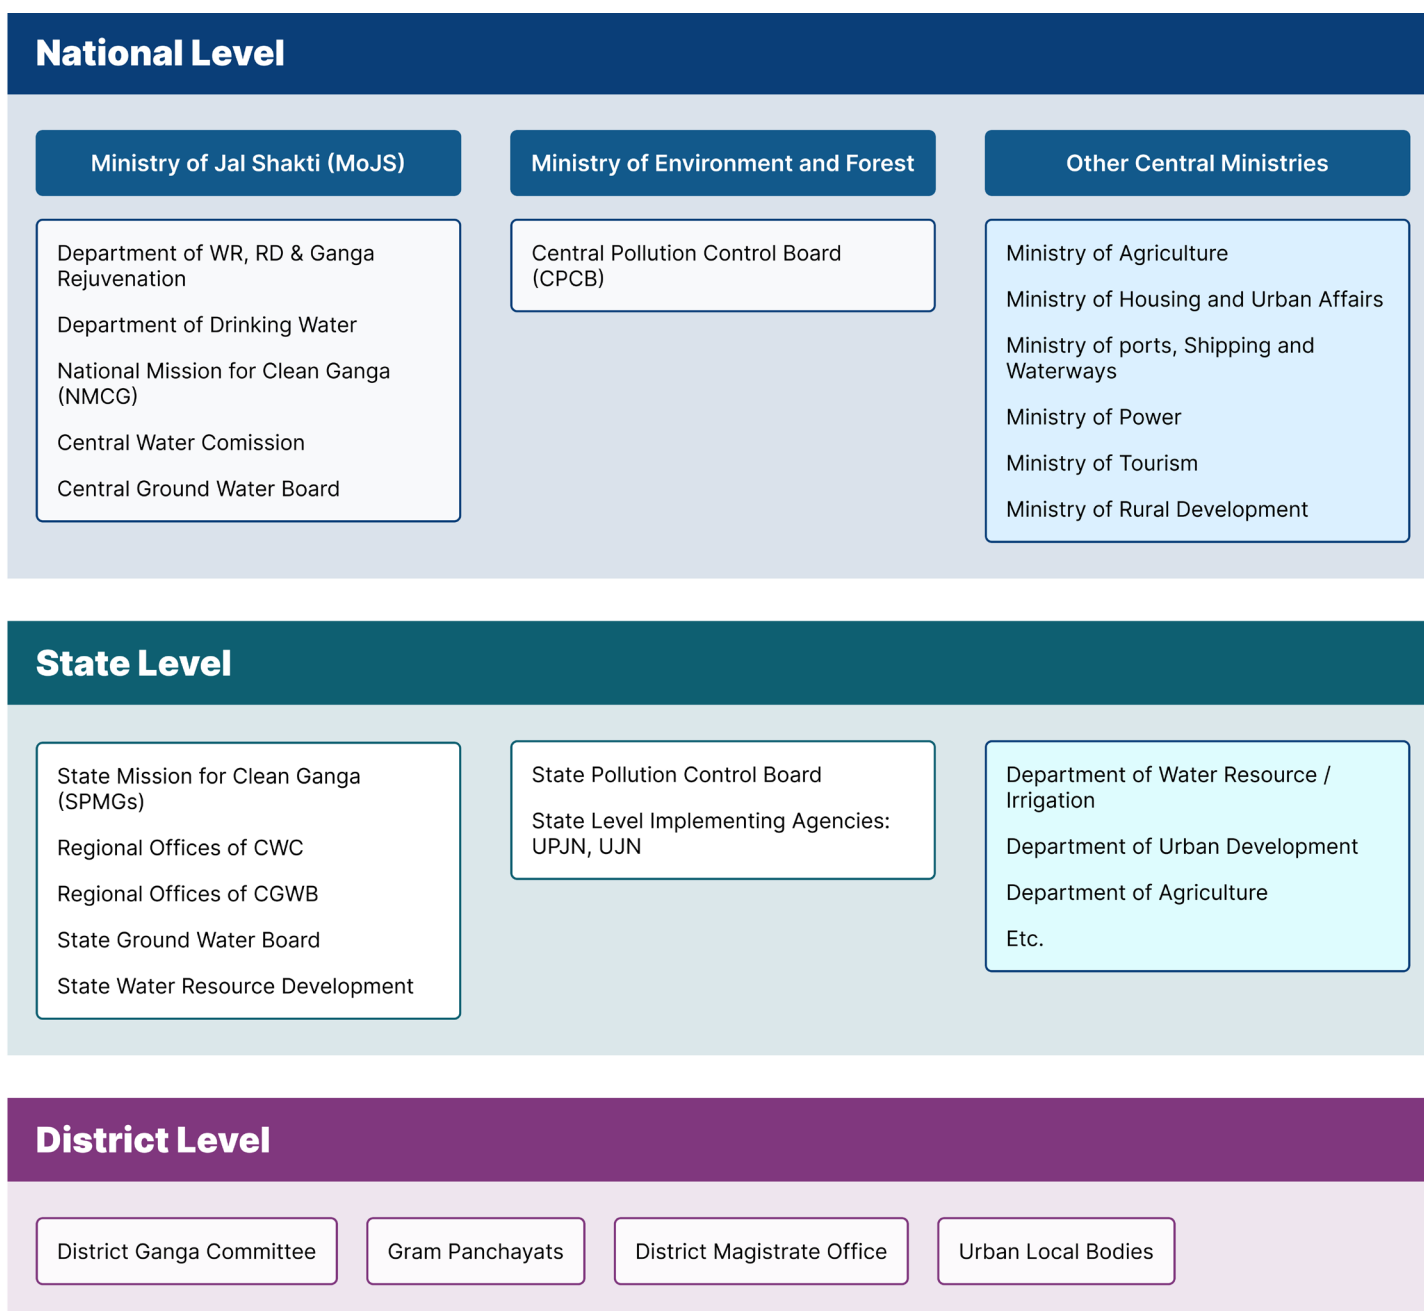 National Level
Ministry of Jal Shakti (MoJS)
Department of WR, RD & Ganga
Rejuvenation
Department of Drinking Water
National Mission for Clean Ganga
(NMCG)
Central Water Comission
Central Ground Water Board
Ministry of Environment and Forest
Central Pollution Control Board
(CPCB)
Other Central Ministries
Ministry of Agriculture
Ministry of Housing and Urban Affairs
Ministry of ports, Shipping and
Waterways
Ministry of Power
Ministry of Tourism
Ministry of Rural Development
State Level
State Mission for Clean Ganga
(SPMGs)
Regional Offices of CWC
Regional Offices of CGWB
State Ground Water Board
State Water Resource Development
State Pollution Control Board
State Level Implementing Agencies:
UPJN, UJN
Department of Water Resource /
Irrigation
Department of Urban Development
Department of Agriculture
Etc.
District Level
District Ganga Committee
Gram Panchayats
District Magistrate Office
Urban Local Bodies